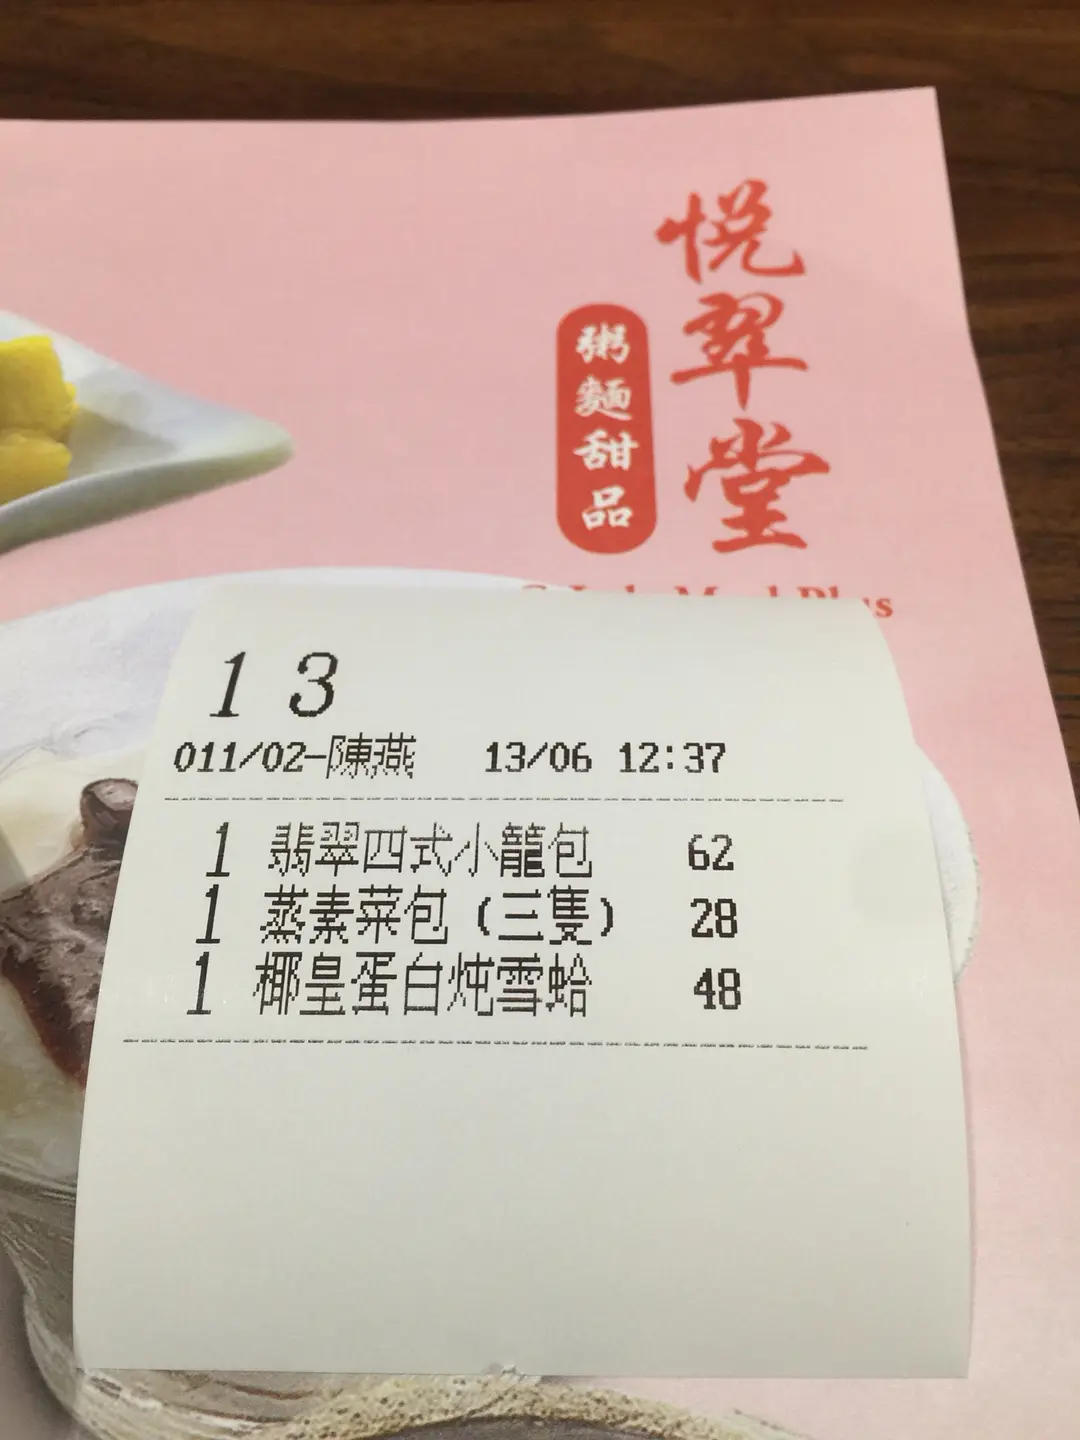 悅翠堂
粥麵甜品
13
011/02-陳燕 13/06 12:37
1 翡翠四式小籠包 62
1 蒸素菜包 (三隻) 28
1 椰皇蛋白炖雪蛤 48